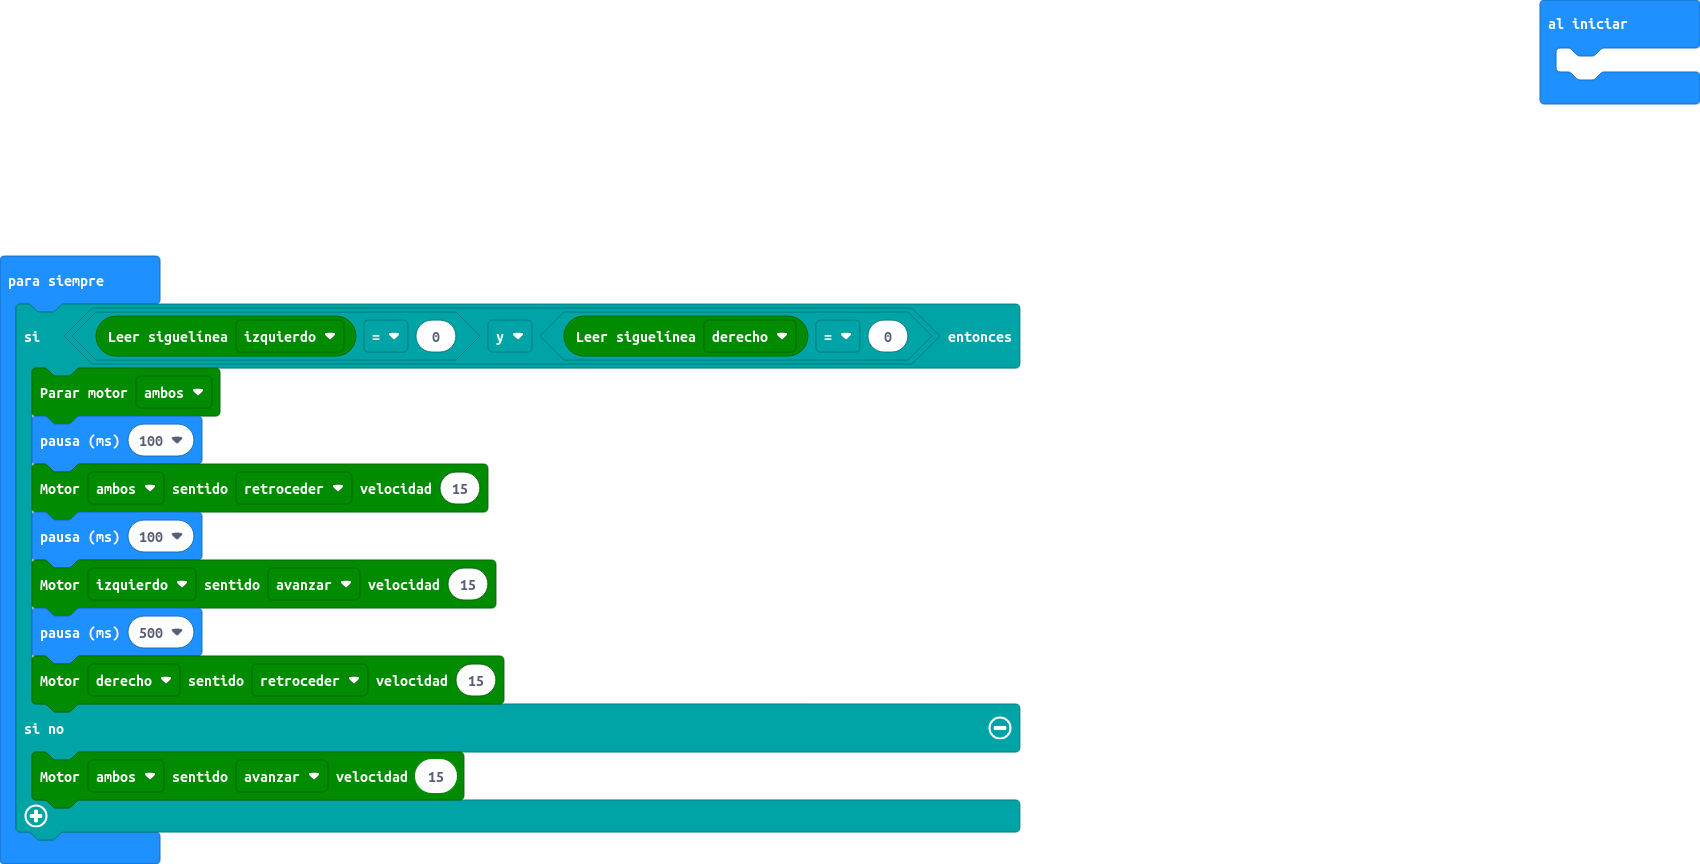 al iniciar
para siempre
si Leer siguelínea izquierdo = 0 y Leer siguelínea derecho = 0 entonces
Parar motor ambos
pausa (ms) 100
Motor ambos sentido retroceder velocidad 15
pausa (ms) 100
Motor izquierdo sentido avanzar velocidad 15
pausa (ms) 500
Motor derecho sentido retroceder velocidad 15
si no
Motor ambos sentido avanzar velocidad 15